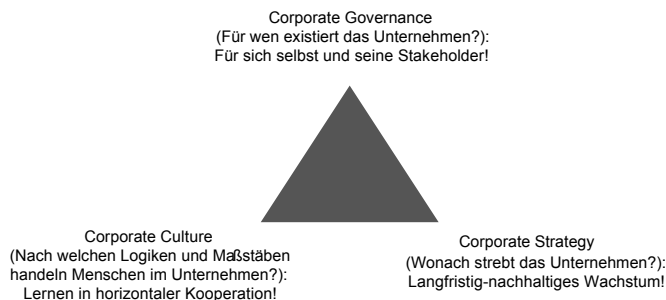 Corporate Governance
(Für wen existiert das Unternehmen?):
Für sich selbst und seine Stakeholder!
Corporate Culture
(Nach welchen Logiken und Maßstäben
handeln Menschen im Unternehmen?):
Lernen in horizontaler Kooperation!
Corporate Strategy
(Wonach strebt das Unternehmen?):
Langfristig-nachhaltiges Wachstum!